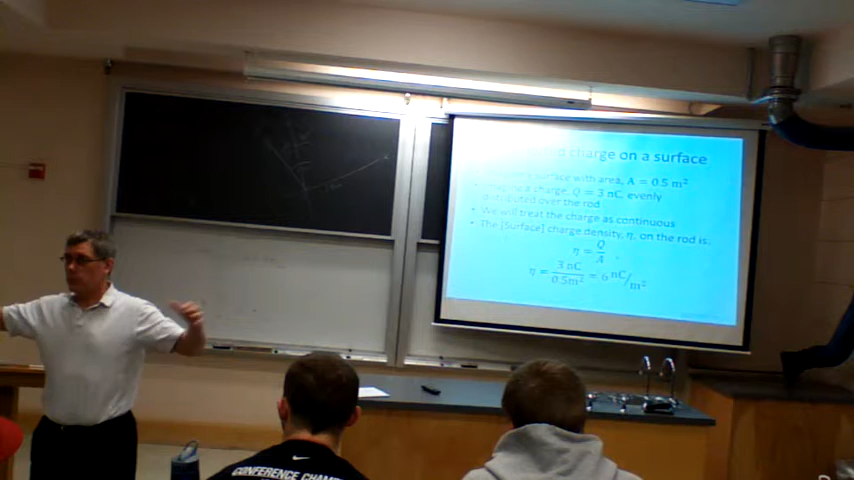 charge on a surface
surface with area, A = 0.5 m²
Imagine a charge, Q = 3 nC, evenly
distributed over the rod
• We will treat the charge as continuous
• The [Surface] charge density, η, on the rod is:
η = Q/A
η = 3 nC/0.5m² = 6 nC/m²
CONFERENCE CHAMP